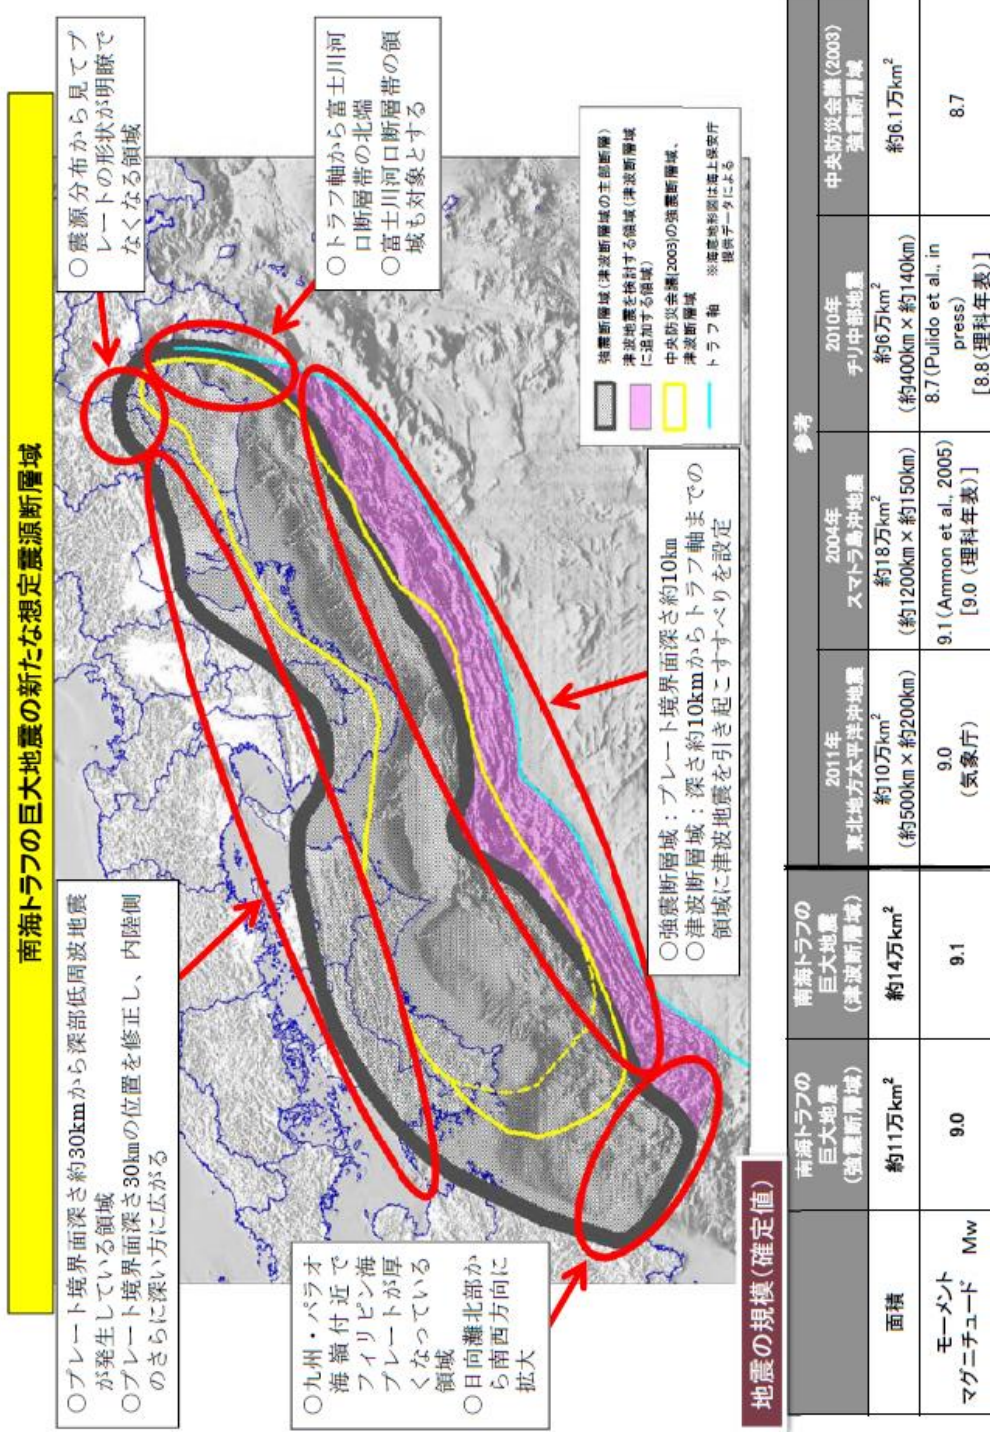 南海トラフの巨大地震の新たな想定震源断層域
○プレート境界面深さ約30kmから深部低周波地震
が発生している領域
○プレート境界面深さ30kmの位置を修正し、内陸側
のさらに深い方に広がる
○震源分布から見てプ
レートの形状が明瞭で
なくなる領域
○トラフ軸から富士川河
口断層帯の北端
○富士川河口断層帯の領
域も対象とする
○九州・パラオ
海嶺付近で
フィリピン海
プレートが厚
くなっている
領域
○日向灘北部か
ら南西方向に
拡大
○強震断層域：プレート境界面深さ約10km
○津波断層域：深さ約10kmからトラフ軸までの
領域に津波地震を引き起こすすべりを設定
強震断層域(津波断層域の主部断層)
津波地震を検討する領域(津波断層域
に追加する領域)
中央防災会議(2003)の強震断層域、
津波断層域
トラフ軸
※海底地形図は海上保安庁
提供データによる
地震の規模(確定値)
南海トラフの
巨大地震
(強震断層域)
南海トラフの
巨大地震
(津波断層域)
参考
2011年
東北地方太平洋沖地震
2004年
スマトラ島沖地震
2010年
チリ中部地震
中央防災会議(2003)
強震断層域
面積
約11万km²
約14万km²
約10万km²
(約500km×約200km)
約18万km²
(約1200km×約150km)
約6万km²
(約400km×約140km)
約6.1万km²
モーメント
マグニチュード Mw
9.0
9.1
9.0
(気象庁)
9.1(Ammon et al., 2005)
[9.0 (理科年表)]
8.7(Pulido et al., in
press)
[8.8(理科年表)]
8.7